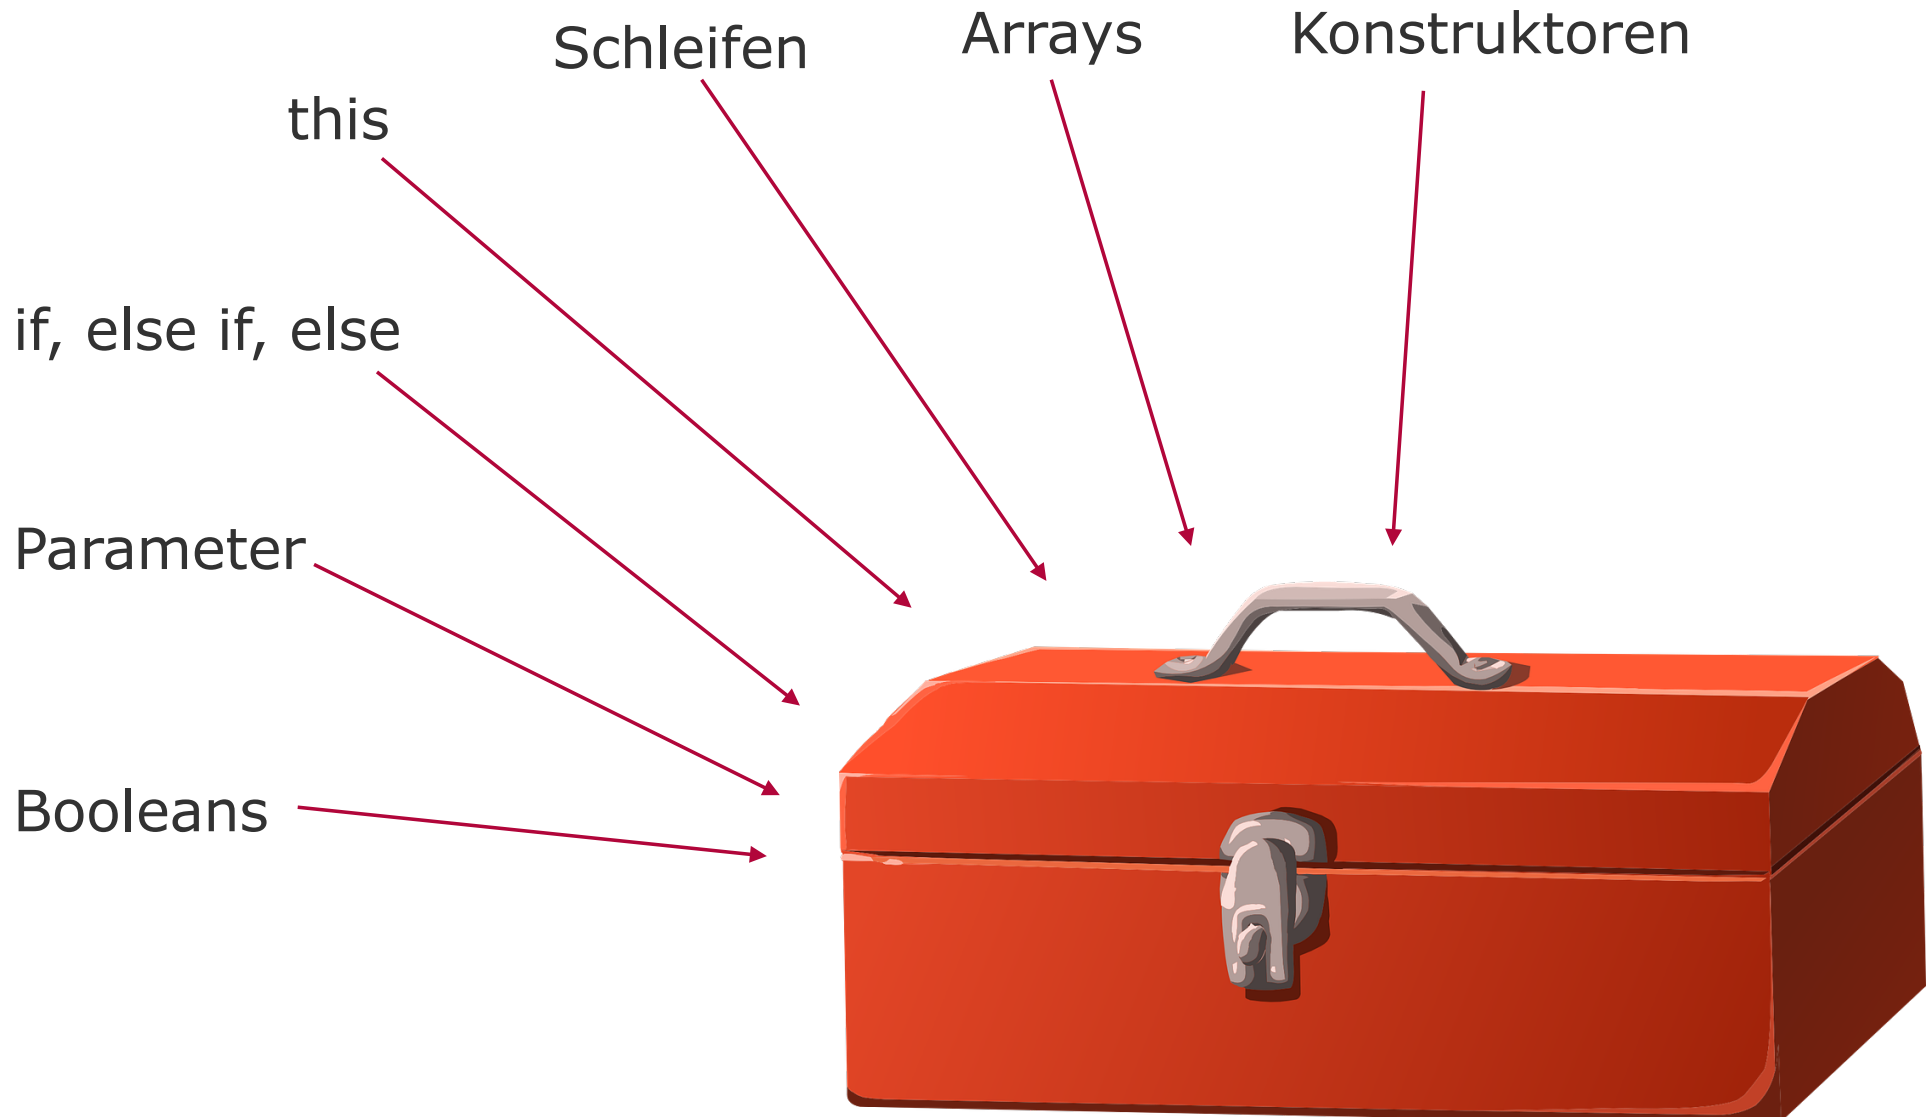 Schleifen
Arrays
Konstruktoren
this
if, else if, else
Parameter
Booleans